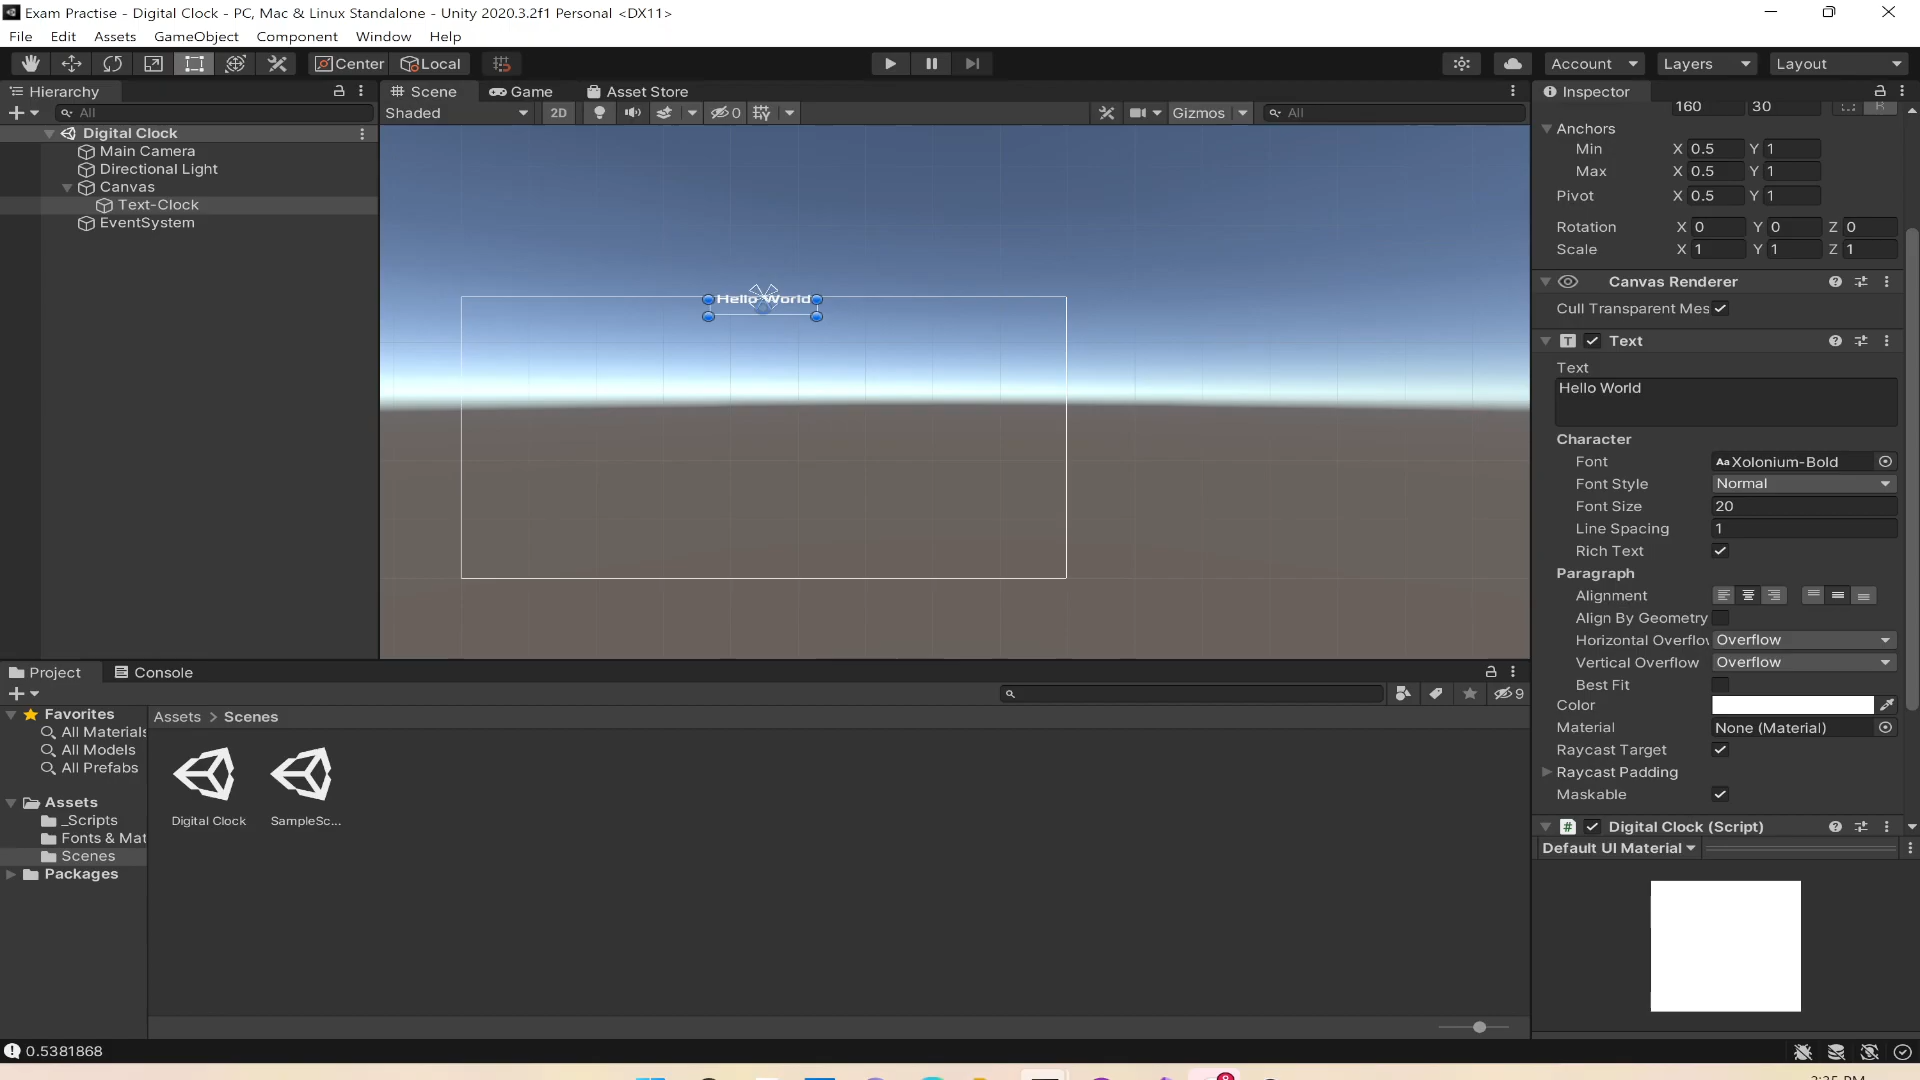 Exam Practise - Digital Clock - PC, Mac & Linux Standalone - Unity 2020.3.2f1 Personal <DX11>
File Edit Assets GameObject Component Window Help
Center Local Account Layers Layout
Hierarchy
All
Digital Clock
Main Camera
Directional Light
Canvas
Text-Clock
EventSystem
Scene Game Asset Store
Shaded 2D 0 Gizmos All
Hello World
Inspector
160 30
Anchors
Min X 0.5 Y 1
Max X 0.5 Y 1
Pivot X 0.5 Y 1
Rotation X 0 Y 0 Z 0
Scale X 1 Y 1 Z 1
Canvas Renderer
Cull Transparent Mes
Text
Text
Hello World
Character
Font Aa Xolonium-Bold
Font Style Normal
Font Size 20
Line Spacing 1
Rich Text
Paragraph
Alignment
Align By Geometry
Horizontal Overflow Overflow
Vertical Overflow Overflow
Best Fit
Color
Material None (Material)
Raycast Target
Raycast Padding
Maskable
# Digital Clock (Script)
Default UI Material
Project Console
9
Favorites
All Materials
All Models
All Prefabs
Assets
_Scripts
Fonts & Mat
Scenes
Packages
Assets > Scenes
Digital Clock
SampleSc...
0.5381868